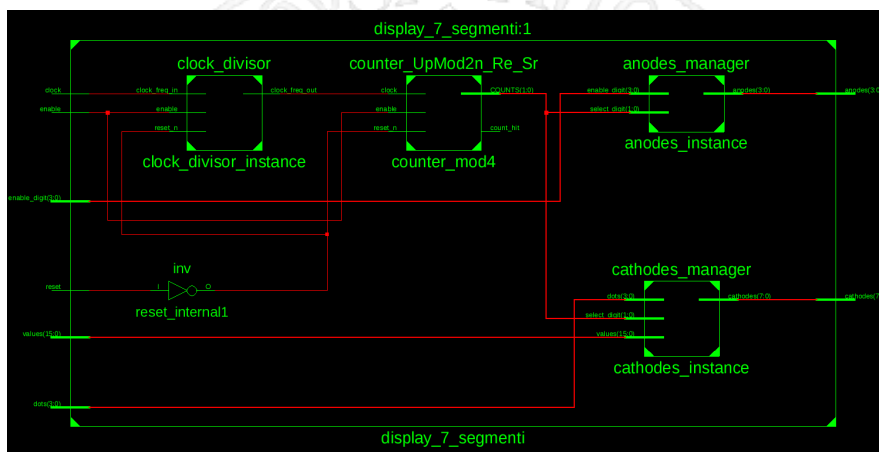 display_7_segmenti:1
clock_divisor
counter_UpMod2n_Re_Sr
anodes_manager
clock
clock_freq_in
clock_freq_out
clock
COUNTS(1:0)
enable_digit(3:0)
anodes(3:0)
anodes(3:0)
enable
enable
enable
select_digit(1:0)
reset_n
reset_n
count_hit
clock_divisor_instance
counter_mod4
anodes_instance
enable_digit(3:0)
inv
cathodes_manager
reset
I
O
dots(3:0)
cathodes(7:0)
cathodes(7
reset_internal1
select_digit(1:0)
values(15:0)
values(15:0)
cathodes_instance
dots(3:0)
display_7_segmenti